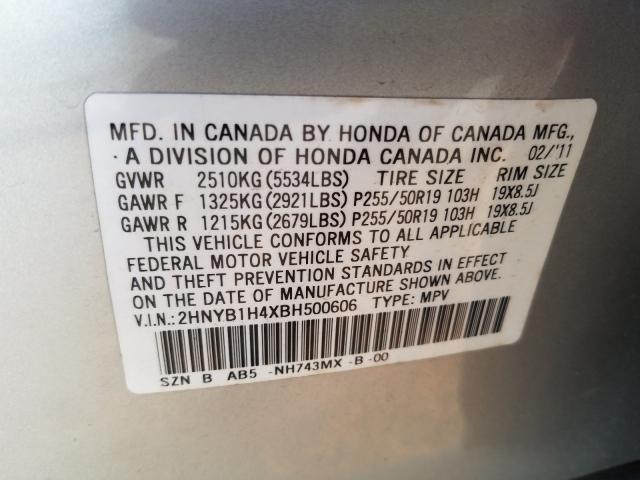 MFD. IN CANADA BY HONDA OF CANADA MFG.,
A DIVISION OF HONDA CANADA INC. 02/'11
GVWR 2510KG(5534LBS) TIRE SIZE RIM SIZE
GAWR F 1325KG(2921LBS) P255/50R19 103H 19X8.5J
GAWR R 1215KG(2679LBS) P255/50R19 103H 19X8.5J
THIS VEHICLE CONFORMS TO ALL APPLICABLE
FEDERAL MOTOR VEHICLE SAFETY
AND THEFT PREVENTION STANDARDS IN EFFECT
ON THE DATE OF MANUFACTURE SHOWN ABOVE.
V.I.N.:2HNYB1H4XBH500606 TYPE: MPV
SZN B AB5 -NH743MX -B -00